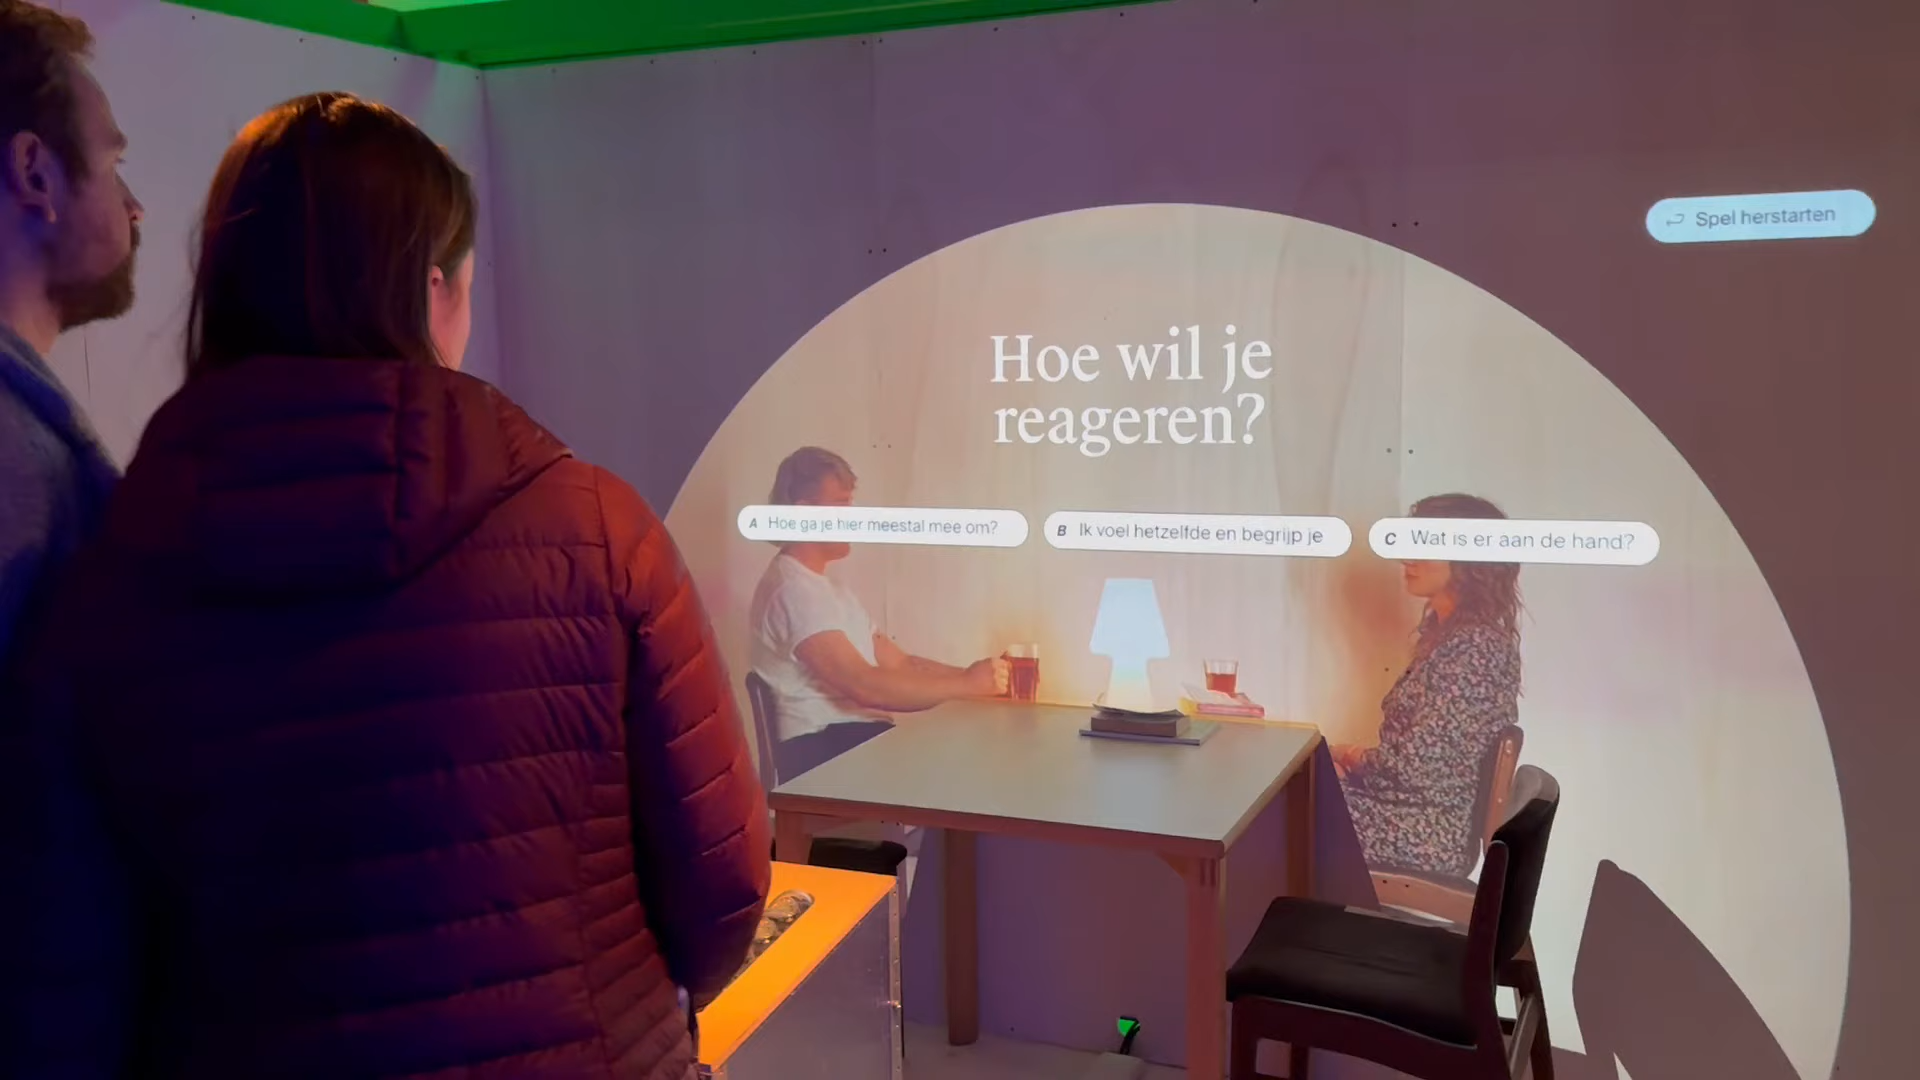 Spel herstarten
Hoe wil je
reageren?
A Hoe ga je hier meestal mee om?
B Ik voel hetzelfde en begrijp je
C Wat is er aan de hand?